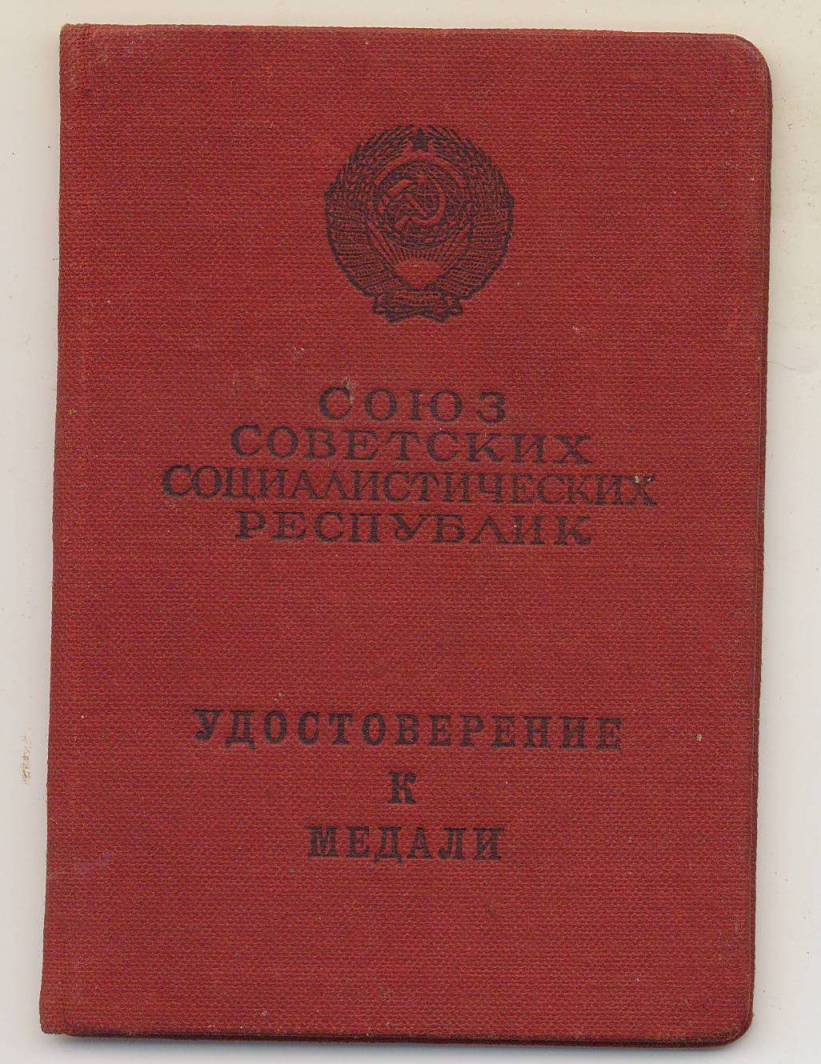 СОЮЗ
СОВЕТСКИХ
СОЦИАЛИСТИЧЕСКИХ
РЕСПУБЛИК
УДОСТОВЕРЕНИЕ
К
МЕДАЛИ